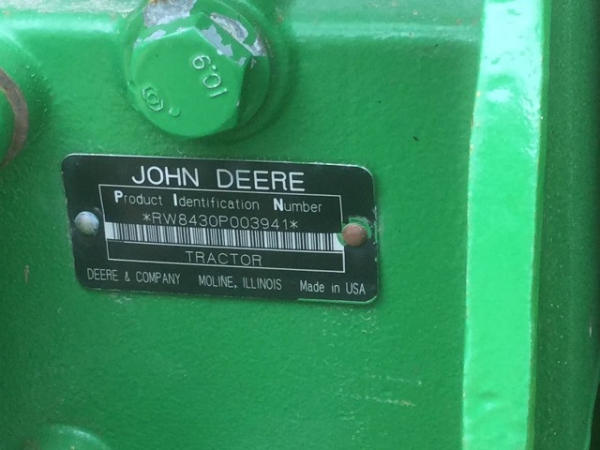 10.9
JOHN DEERE
Product Identification Number
*RW8430P003941*
TRACTOR
DEERE & COMPANY MOLINE, ILLINOIS Made in USA